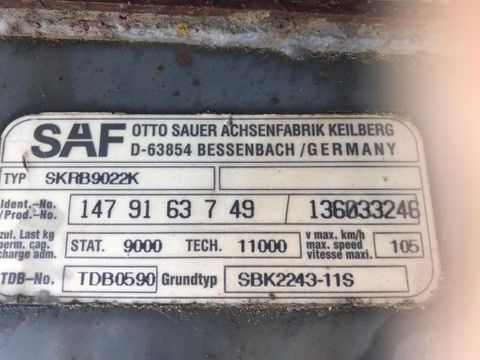 SAF OTTO SAUER ACHSENFABRIK KEILBERG
D-63854 BESSENBACH / GERMANY
TYP SKRB9022K
Ident.-No/Prod.-No. 147 91 63 7 49 / 136033246
zul. Last kg
perm. cap. STAT. 9000 TECH. 11000
charge adm.
v max. km/h
max. speed 105
vitesse maxi.
TDB-No. TDB0590 Grundtyp SBK2243-11S